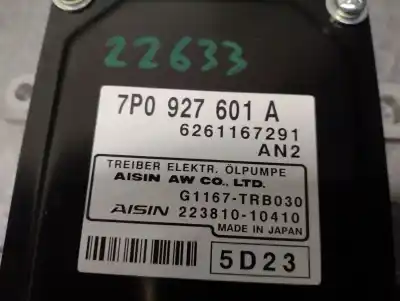 22633
7P0 927 601 A
6261167291
AN2
TREIBER ELEKTR. ÖLPUMPE
AISIN AW CO., LTD.
G1167-TRB030
AISIN 223810-10410
MADE IN JAPAN
5D23